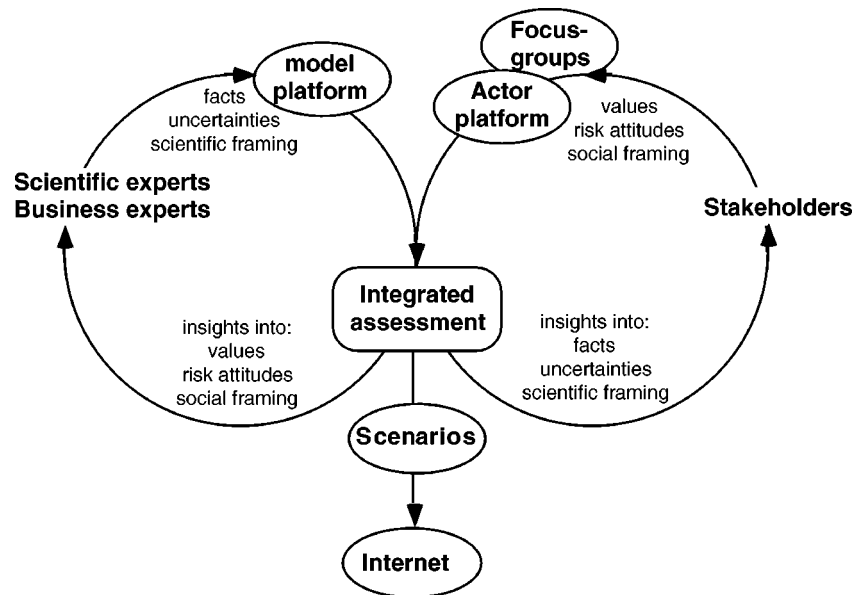 Focus-
groups
model
platform
Actor
platform
facts
uncertainties
scientific framing
values
risk attitudes
social framing
Scientific experts
Business experts
Stakeholders
Integrated
assessment
insights into:
values
risk attitudes
social framing
insights into:
facts
uncertainties
scientific framing
Scenarios
Internet